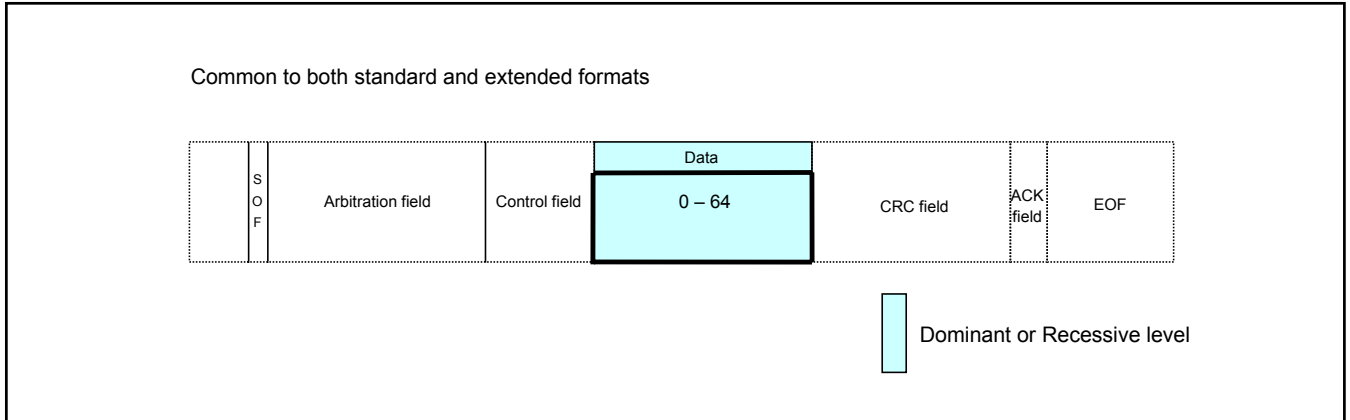 Common to both standard and extended formats
SOF
Arbitration field
Control field
Data
0 – 64
CRC field
ACK
field
EOF
Dominant or Recessive level